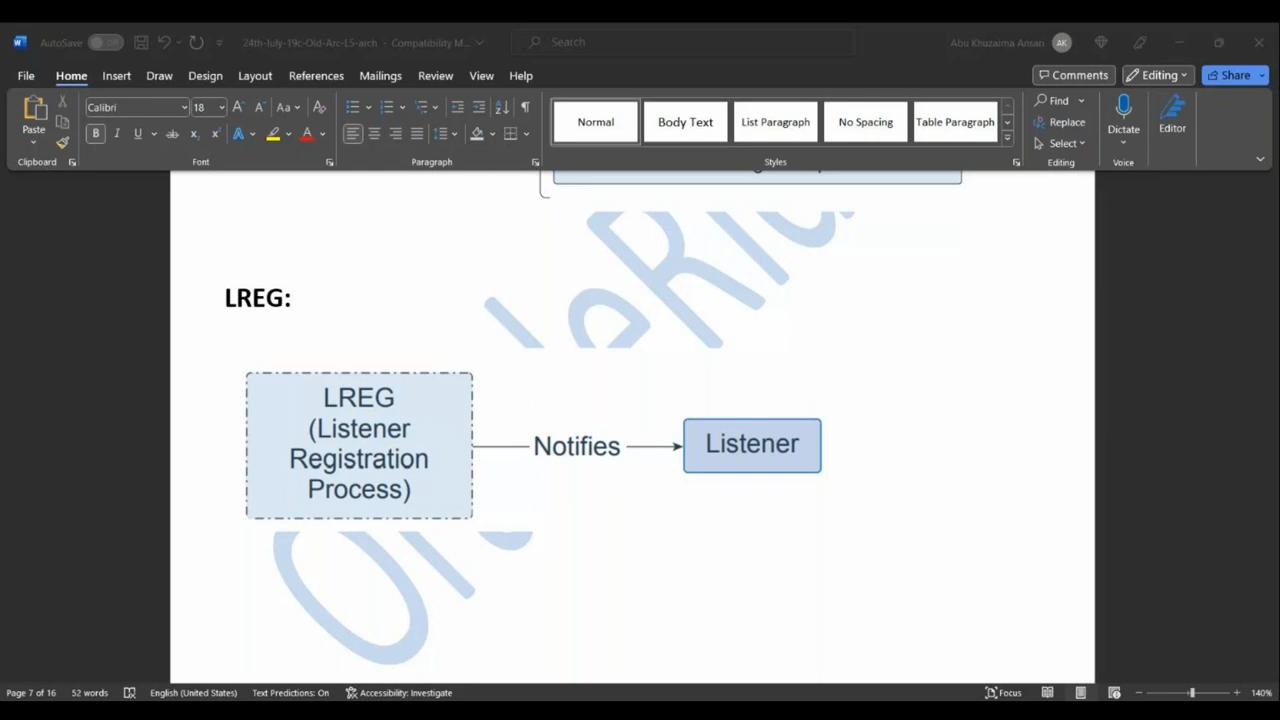 AutoSave Off
24th-July-19c-Old-Arc-L5-arch - Compatibility M...
Search
Abu Khuzaima Ansari AK
File Home Insert Draw Design Layout References Mailings Review View Help
Comments Editing Share
Paste
Calibri 18
Normal Body Text List Paragraph No Spacing Table Paragraph
Find
Replace
Select
Dictate
Editor
Clipboard Font Paragraph Styles Editing Voice
LREG:
LREG
(Listener
Registration
Process)
Notifies
Listener
Page 7 of 16 52 words English (United States) Text Predictions: On Accessibility: Investigate Focus 140%